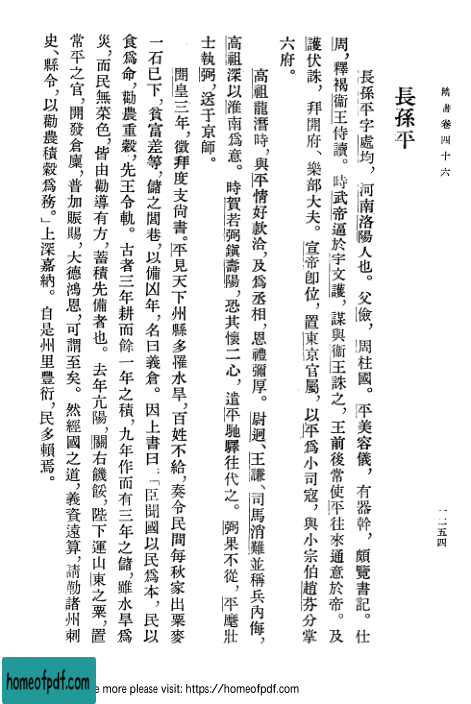 隋書卷四十六
一二五四
長孫平
長孫平字處均，河南洛陽人也。父儉，周柱國。平美容儀，有器幹，頗覽書記。仕
周，釋褐衞王侍讀。時武帝逼於宇文護，謀與衞王誅之，王前後常使平往來通意於帝。及
護伏誅，拜開府、樂部大夫。宣帝卽位，置東京官屬，以平爲小司寇，與小宗伯趙芬分掌
六府。
高祖龍潛時，與平情好款洽，及爲丞相，恩禮彌厚。尉迥、王謙、司馬消難並稱兵內侮，
高祖深以淮南爲意。時賀若弼鎭壽陽，恐其懷二心，遣平馳驛往代之。弼果不從，平麾壯
士執弼，送于京師。
開皇三年，徵拜度支尙書。平見天下州縣多罹水旱，百姓不給，奏令民間每秋家出粟麥
一石已下，貧富差等，儲之閭巷，以備凶年，名曰義倉。因上書曰：「臣聞國以民爲本，民以
食爲命，勸農重穀，先王令軌。古者三年耕而餘一年之積，九年作而有三年之儲，雖水旱爲
災，而民無菜色，皆由勸導有方，蓄積先備者也。去年亢陽，關右饑餒，陛下運山東之粟，置
常平之官，開發倉廩，普加賑賜，大德鴻恩，可謂至矣。然經國之道，義資遠算，請勒諸州刺
史、縣令，以勸農積穀爲務。」上深嘉納。自是州里豐衍，民多賴焉。
homeofpdf.com
e more please visit: https://homeofpdf.com